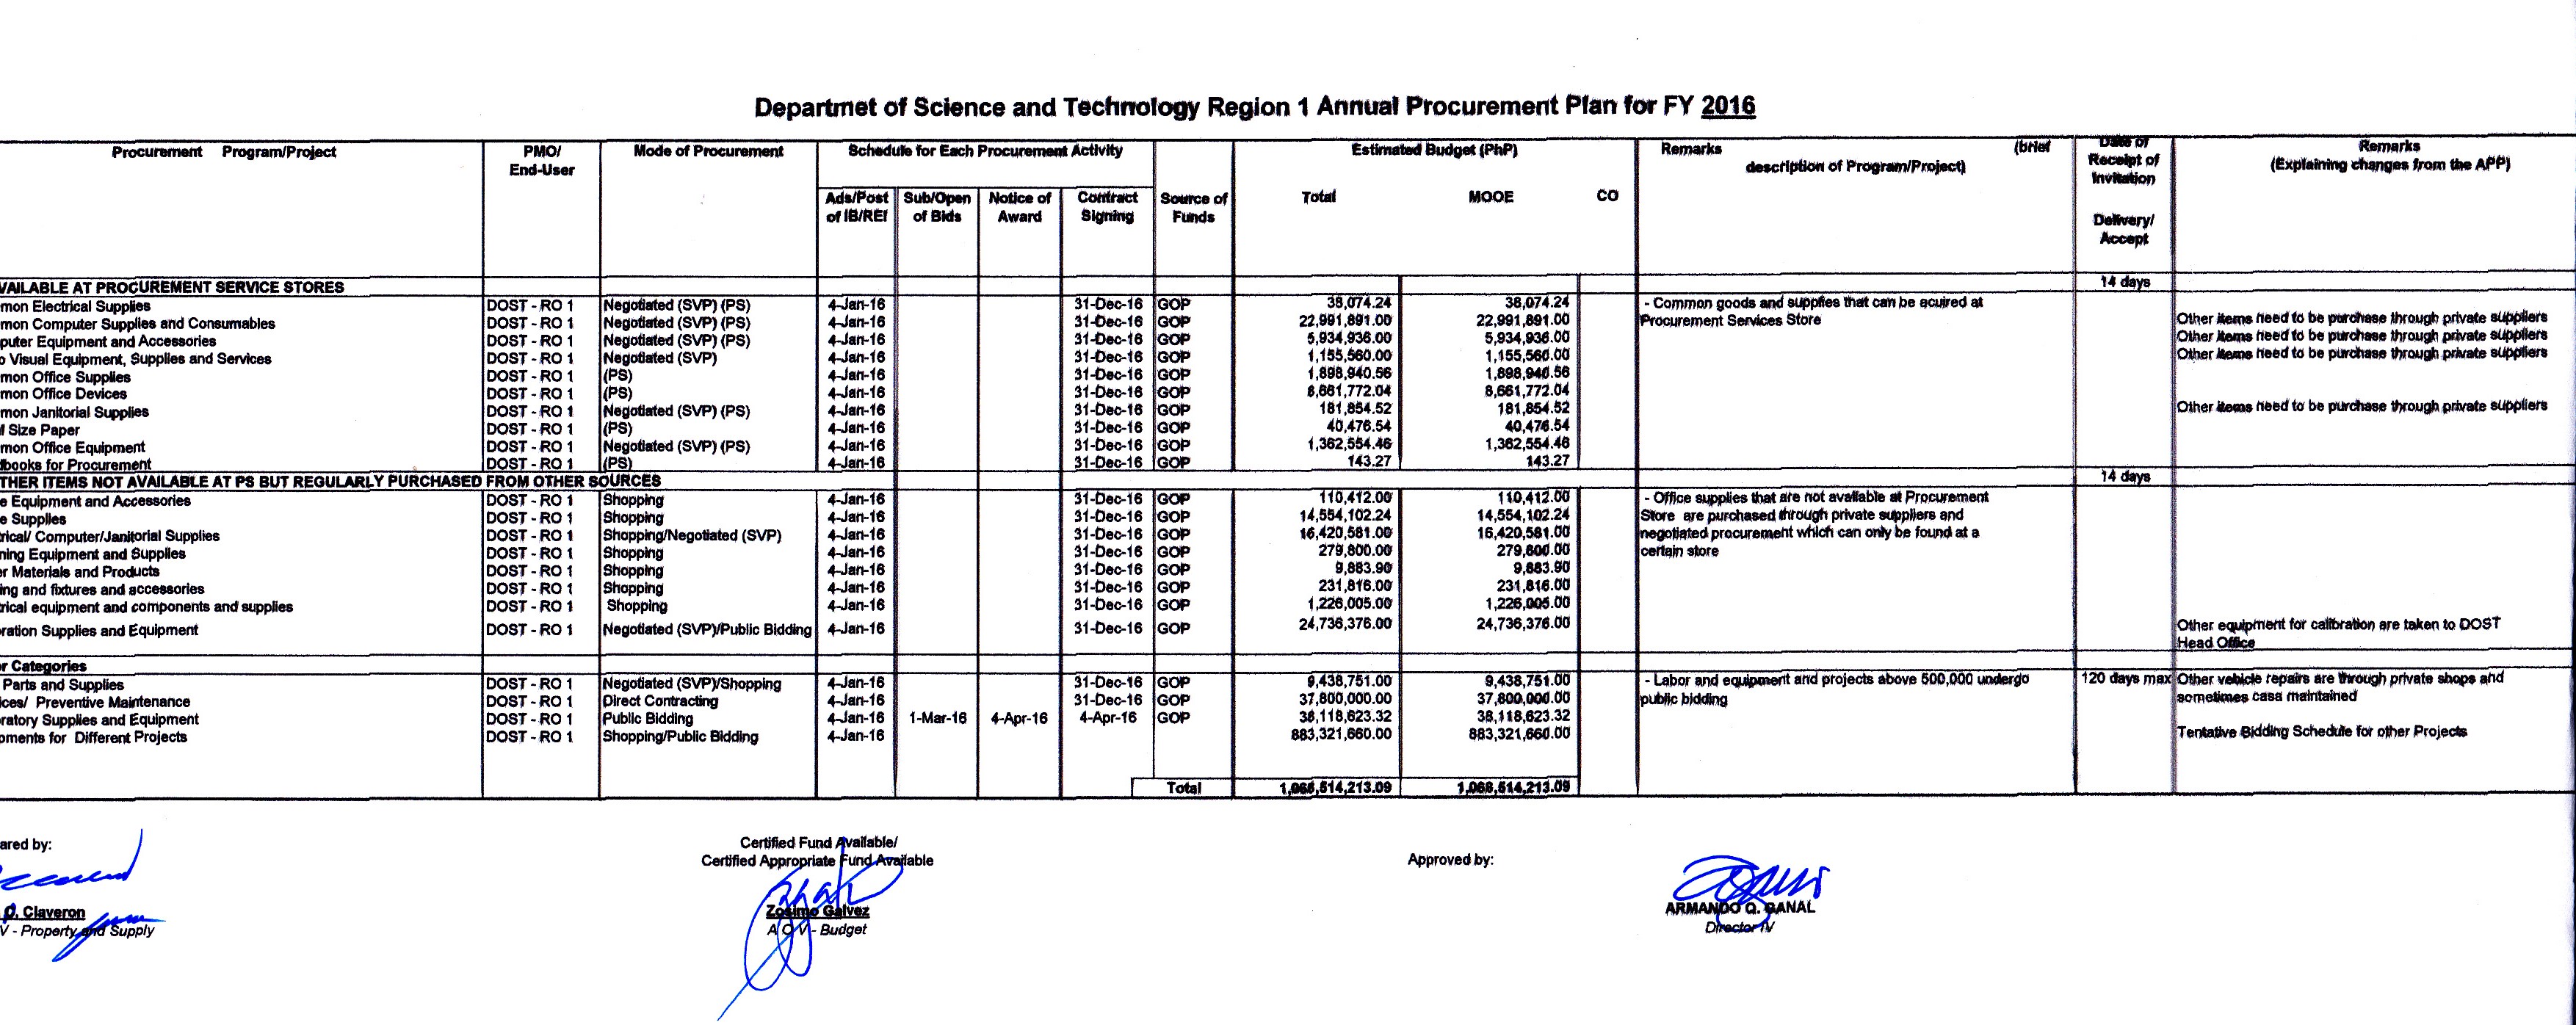 Departmet of Science and Technology Region 1 Annual Procurement Plan for FY 2016
Procurement Program/Project PMO/ End-User Mode of Procurement Schedule for Each Procurement Activity Source of Funds Estimated Budget (PhP) Remarks (brief description of Program/Project) Date of Receipt of Invitation Delivery/ Accept Remarks (Explaining changes from the APP)
Ads/Post of IB/REI Sub/Open of Bids Notice of Award Contract Signing Total MOOE CO
VAILABLE AT PROCUREMENT SERVICE STORES 14 days
mon Electrical Supplies DOST - RO 1 Negotiated (SVP) (PS) 4-Jan-16 31-Dec-16 GOP 38,074.24 38,074.24 - Common goods and supplies that can be acuired at
mon Computer Supplies and Consumables DOST - RO 1 Negotiated (SVP) (PS) 4-Jan-16 31-Dec-16 GOP 22,991,891.00 22,991,891.00 Procurement Services Store Other items need to be purchase through private suppliers
puter Equipment and Accessories DOST - RO 1 Negotiated (SVP) (PS) 4-Jan-16 31-Dec-16 GOP 5,934,936.00 5,934,936.00 Other items need to be purchase through private suppliers
o Visual Equipment, Supplies and Services DOST - RO 1 Negotiated (SVP) 4-Jan-16 31-Dec-16 GOP 1,155,560.00 1,155,560.00 Other items need to be purchase through private suppliers
mon Office Supplies DOST - RO 1 (PS) 4-Jan-16 31-Dec-16 GOP 1,898,940.56 1,898,940.56
mon Office Devices DOST - RO 1 (PS) 4-Jan-16 31-Dec-16 GOP 8,661,772.04 8,661,772.04
mon Janitorial Supplies DOST - RO 1 Negotiated (SVP) (PS) 4-Jan-16 31-Dec-16 GOP 181,854.52 181,854.52 Other items need to be purchase through private suppliers
Size Paper DOST - RO 1 (PS) 4-Jan-16 31-Dec-16 GOP 40,476.54 40,476.54
mon Office Equipment DOST - RO 1 Negotiated (SVP) (PS) 4-Jan-16 31-Dec-16 GOP 1,362,554.46 1,362,554.46
books for Procurement DOST - RO 1 (PS) 4-Jan-16 31-Dec-16 GOP 143.27 143.27
THER ITEMS NOT AVAILABLE AT PS BUT REGULARLY PURCHASED FROM OTHER SOURCES 14 days
e Equipment and Accessories DOST - RO 1 Shopping 4-Jan-16 31-Dec-16 GOP 110,412.00 110,412.00 - Office supplies that are not available at Procurement
e Supplies DOST - RO 1 Shopping 4-Jan-16 31-Dec-16 GOP 14,554,102.24 14,554,102.24 Store are purchased through private suppliers and
trical/ Computer/Janitorial Supplies DOST - RO 1 Shopping/Negotiated (SVP) 4-Jan-16 31-Dec-16 GOP 16,420,581.00 16,420,581.00 negotiated procurement which can only be found at a
ning Equipment and Supplies DOST - RO 1 Shopping 4-Jan-16 31-Dec-16 GOP 279,800.00 279,800.00 certain store
er Materials and Products DOST - RO 1 Shopping 4-Jan-16 31-Dec-16 GOP 9,883.90 9,883.90
ing and fixtures and accessories DOST - RO 1 Shopping 4-Jan-16 31-Dec-16 GOP 231,816.00 231,816.00
trical equipment and components and supplies DOST - RO 1 Shopping 4-Jan-16 31-Dec-16 GOP 1,226,005.00 1,226,005.00
ration Supplies and Equipment DOST - RO 1 Negotiated (SVP)/Public Bidding 4-Jan-16 31-Dec-16 GOP 24,736,376.00 24,736,376.00 Other equipment for calibration are taken to DOST
Head Office
r Categories
Parts and Supplies DOST - RO 1 Negotiated (SVP)/Shopping 4-Jan-16 31-Dec-16 GOP 9,438,751.00 9,438,751.00 - Labor and equipment and projects above 500,000 undergo 120 days max Other vehicle repairs are through private shops and
ices/ Preventive Maintenance DOST - RO 1 Direct Contracting 4-Jan-16 31-Dec-16 GOP 37,800,000.00 37,800,000.00 public bidding sometimes casa maintained
ratory Supplies and Equipment DOST - RO 1 Public Bidding 4-Jan-16 1-Mar-16 4-Apr-16 4-Apr-16 GOP 38,118,623.32 38,118,623.32
pments for Different Projects DOST - RO 1 Shopping/Public Bidding 4-Jan-16 883,321,660.00 883,321,660.00 Tentative Bidding Schedule for other Projects
Total 1,068,514,213.09 1,068,514,213.09
ared by: Certified Fund Available/
Certified Appropriate Fund Available Approved by:
O. Claveron Zosimo Galvez ARMANDO Q. GANAL
V - Property and Supply A O V - Budget Director IV